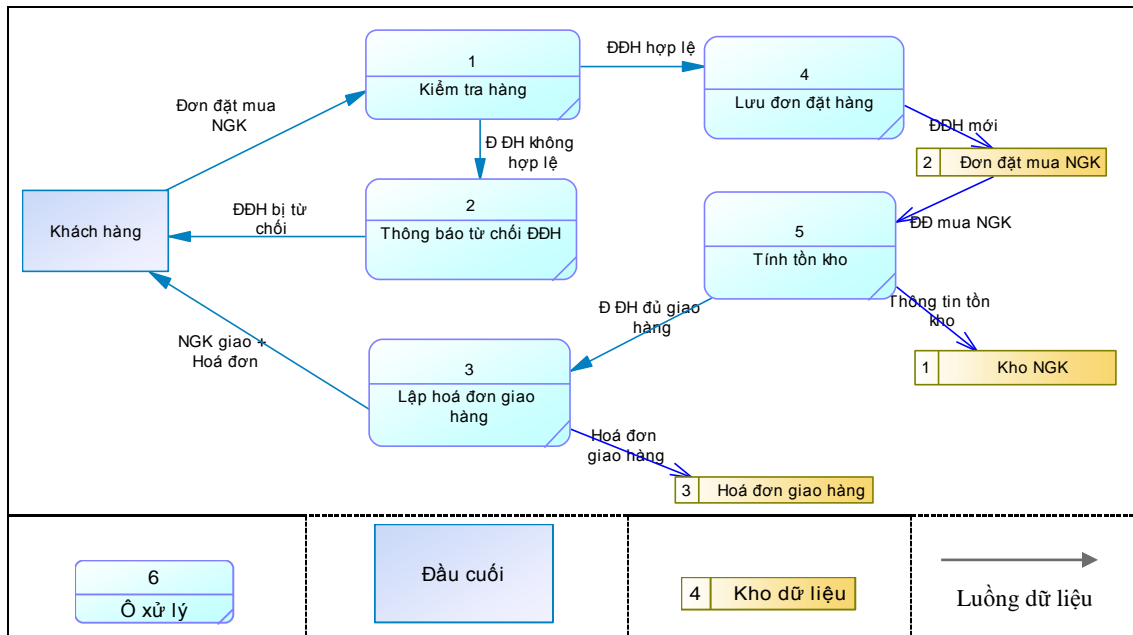 1
Kiểm tra hàng
ĐĐH hợp lệ
4
Lưu đơn đặt hàng
Đơn đặt mua
NGK
ĐĐH mới
Đ ĐH không
hợp lệ
2
Đơn đặt mua NGK
Khách hàng
ĐĐH bị từ
chối
2
Thông báo từ chối ĐĐH
5
Tính tồn kho
ĐĐ mua NGK
Đ ĐH đủ giao
hàng
Thông tin tồn
kho
NGK giao +
Hoá đơn
3
Lập hoá đơn giao
hàng
1
Kho NGK
Hoá đơn
giao hàng
3
Hoá đơn giao hàng
6
Ô xử lý
Đầu cuối
4
Kho dữ liệu
Luồng dữ liệu